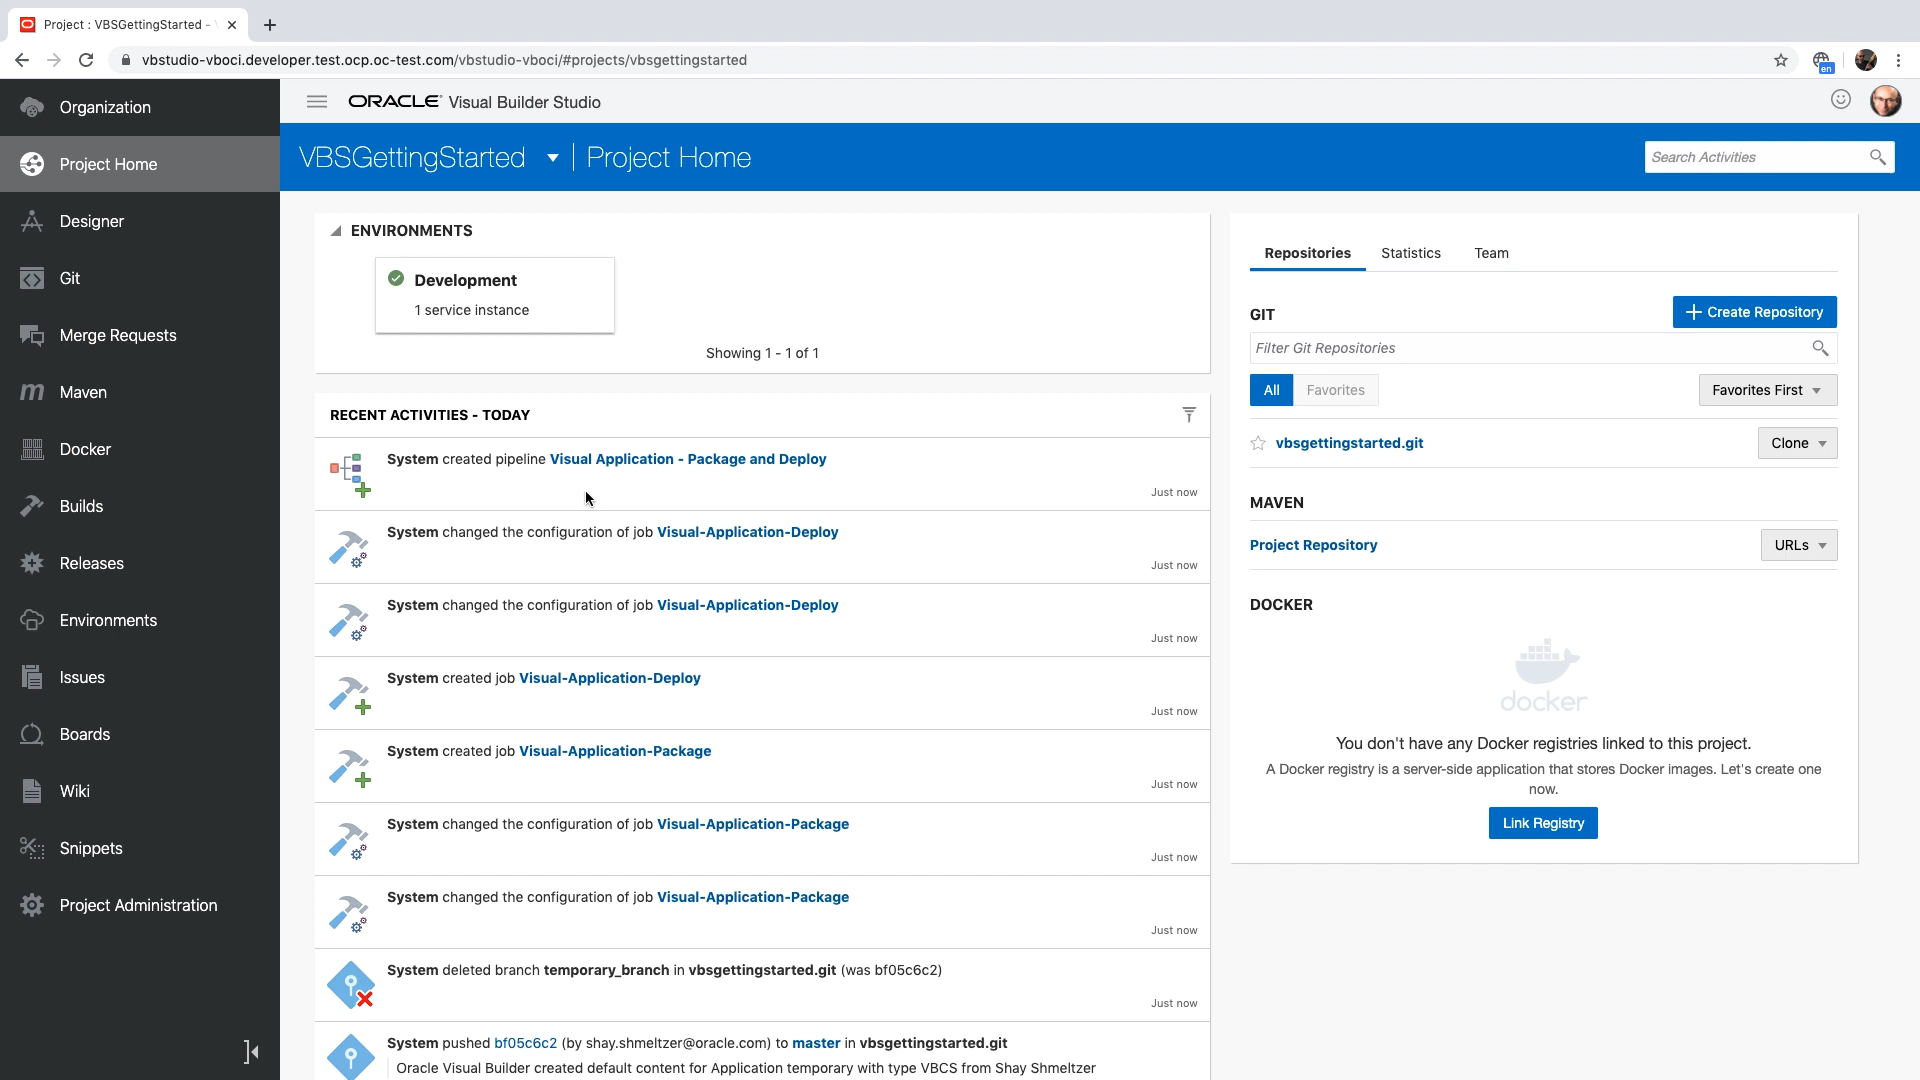 Project : VBSGettingStarted -
vbstudio-vboci.developer.test.ocp.oc-test.com/vbstudio-vboci/#projects/vbsgettingstarted
en
Organization
Project Home
Designer
Git
Merge Requests
Maven
Docker
Builds
Releases
Environments
Issues
Boards
Wiki
Snippets
Project Administration
ORACLE Visual Builder Studio
VBSGettingStarted | Project Home
Search Activities
ENVIRONMENTS
Development
1 service instance
Showing 1 - 1 of 1
RECENT ACTIVITIES - TODAY
System created pipeline Visual Application - Package and Deploy
Just now
System changed the configuration of job Visual-Application-Deploy
Just now
System changed the configuration of job Visual-Application-Deploy
Just now
System created job Visual-Application-Deploy
Just now
System created job Visual-Application-Package
Just now
System changed the configuration of job Visual-Application-Package
Just now
System changed the configuration of job Visual-Application-Package
Just now
System deleted branch temporary_branch in vbsgettingstarted.git (was bf05c6c2)
Just now
System pushed bf05c6c2 (by shay.shmeltzer@oracle.com) to master in vbsgettingstarted.git
Oracle Visual Builder created default content for Application temporary with type VBCS from Shay Shmeltzer
Repositories Statistics Team
GIT
Create Repository
Filter Git Repositories
All Favorites
Favorites First
vbsgettingstarted.git
Clone
MAVEN
Project Repository
URLs
DOCKER
docker
You don't have any Docker registries linked to this project.
A Docker registry is a server-side application that stores Docker images. Let's create one
now.
Link Registry